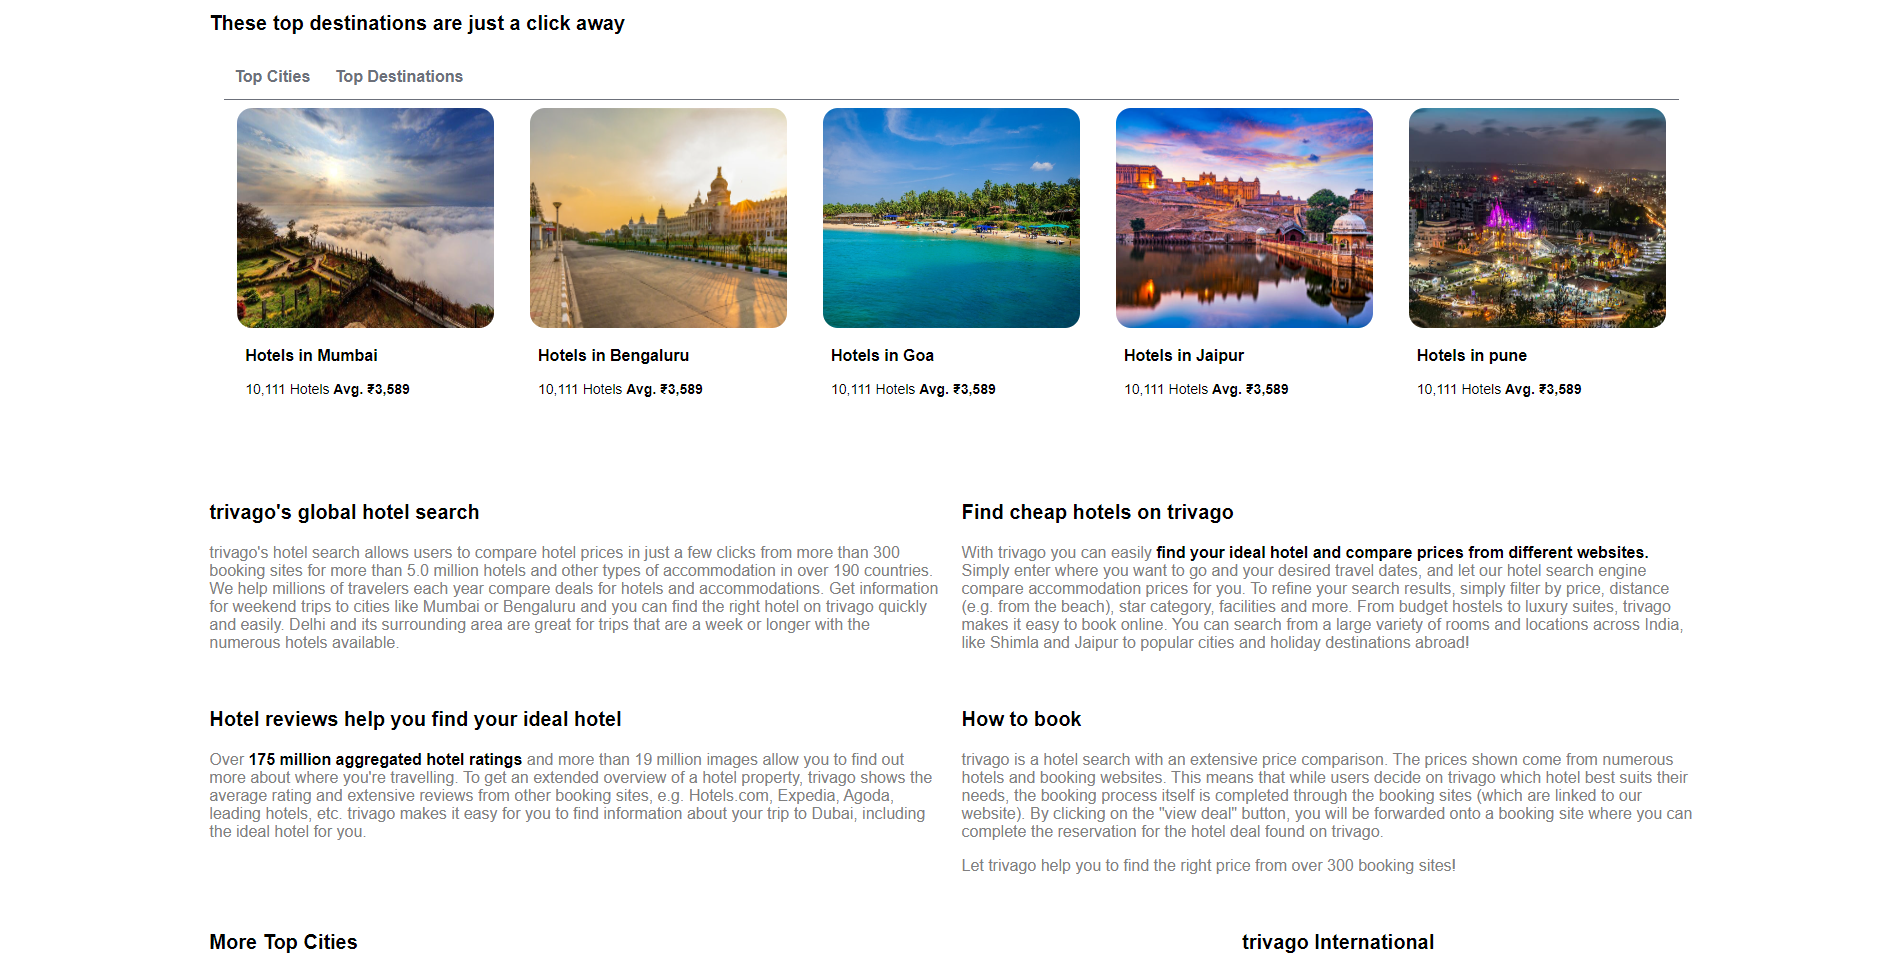 These top destinations are just a click away
Top Cities Top Destinations
Hotels in Mumbai
10,111 Hotels Avg. ₹3,589
Hotels in Bengaluru
10,111 Hotels Avg. ₹3,589
Hotels in Goa
10,111 Hotels Avg. ₹3,589
Hotels in Jaipur
10,111 Hotels Avg. ₹3,589
Hotels in pune
10,111 Hotels Avg. ₹3,589
trivago's global hotel search
trivago's hotel search allows users to compare hotel prices in just a few clicks from more than 300
booking sites for more than 5.0 million hotels and other types of accommodation in over 190 countries.
We help millions of travelers each year compare deals for hotels and accommodations. Get information
for weekend trips to cities like Mumbai or Bengaluru and you can find the right hotel on trivago quickly
and easily. Delhi and its surrounding area are great for trips that are a week or longer with the
numerous hotels available.
Find cheap hotels on trivago
With trivago you can easily find your ideal hotel and compare prices from different websites.
Simply enter where you want to go and your desired travel dates, and let our hotel search engine
compare accommodation prices for you. To refine your search results, simply filter by price, distance
(e.g. from the beach), star category, facilities and more. From budget hostels to luxury suites, trivago
makes it easy to book online. You can search from a large variety of rooms and locations across India,
like Shimla and Jaipur to popular cities and holiday destinations abroad!
Hotel reviews help you find your ideal hotel
Over 175 million aggregated hotel ratings and more than 19 million images allow you to find out
more about where you're travelling. To get an extended overview of a hotel property, trivago shows the
average rating and extensive reviews from other booking sites, e.g. Hotels.com, Expedia, Agoda,
leading hotels, etc. trivago makes it easy for you to find information about your trip to Dubai, including
the ideal hotel for you.
How to book
trivago is a hotel search with an extensive price comparison. The prices shown come from numerous
hotels and booking websites. This means that while users decide on trivago which hotel best suits their
needs, the booking process itself is completed through the booking sites (which are linked to our
website). By clicking on the "view deal" button, you will be forwarded onto a booking site where you can
complete the reservation for the hotel deal found on trivago.
Let trivago help you to find the right price from over 300 booking sites!
More Top Cities
trivago International